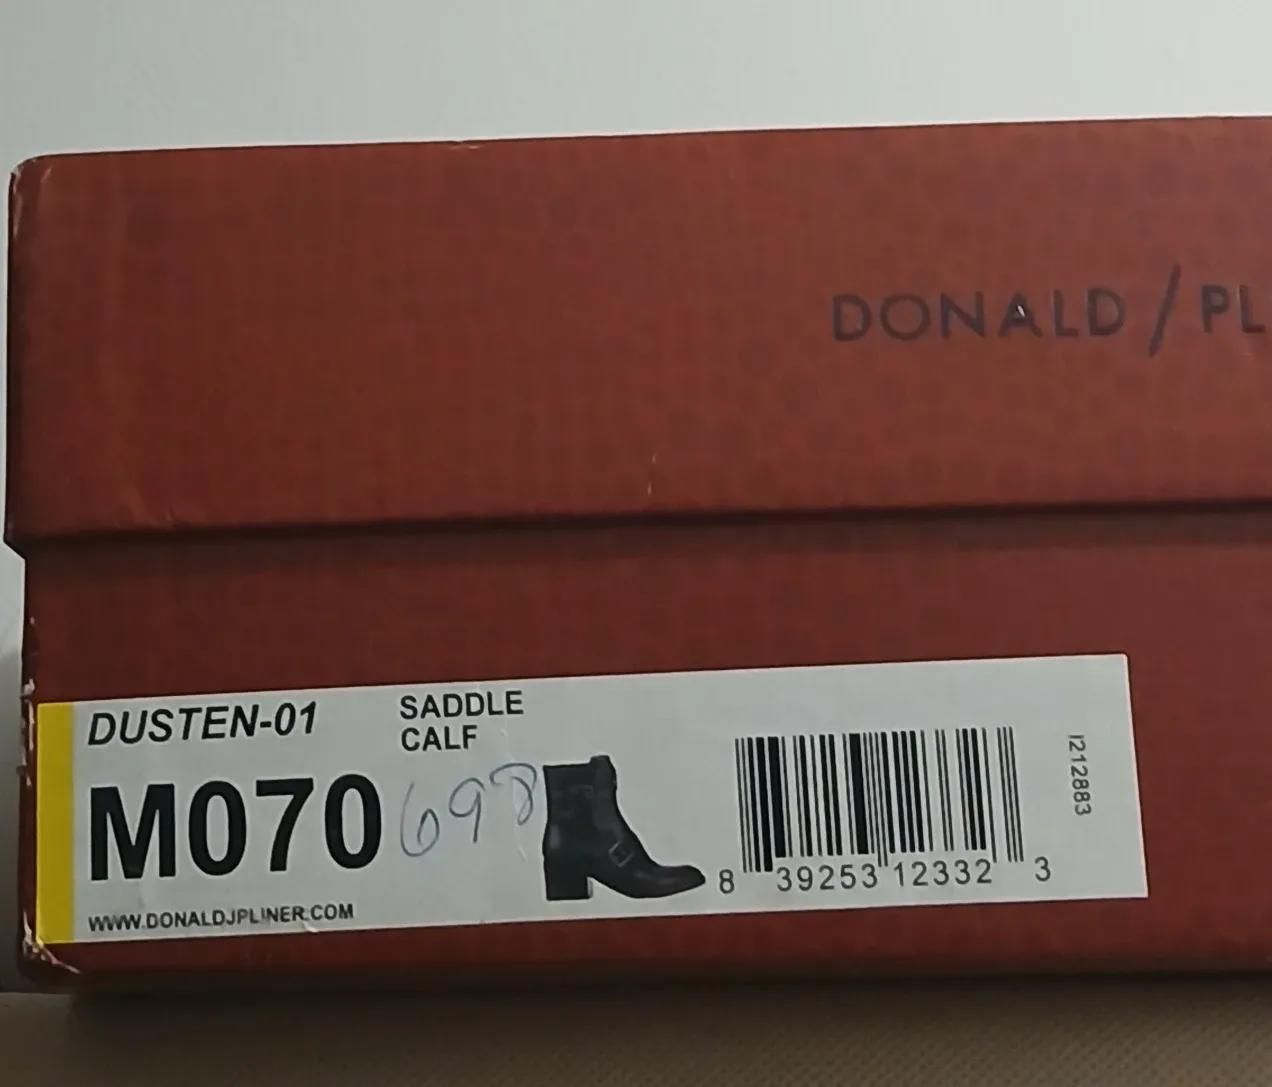 DONALD / PL
DUSTEN-01
SADDLE
CALF
M070
698
WWW.DONALDJPLINER.COM
8 39253 12332 3
I212883